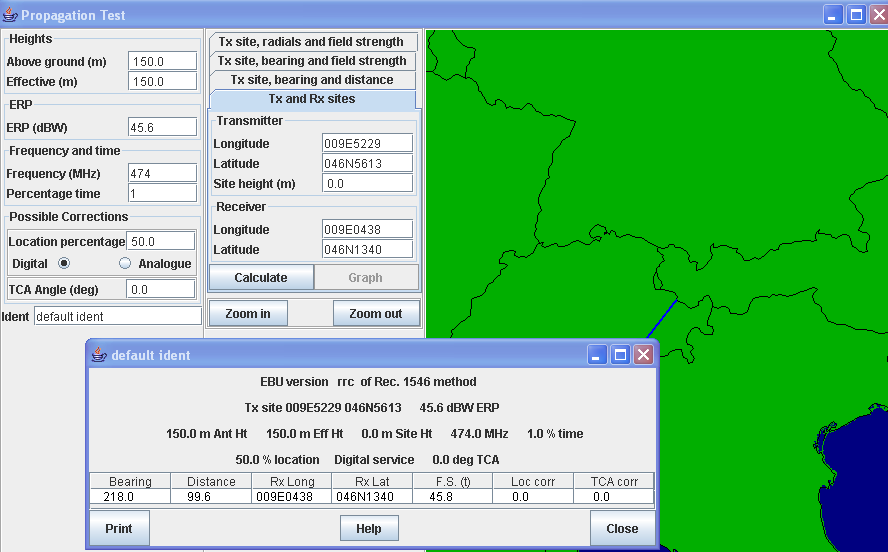 Propagation Test
Heights
Above ground (m) 150.0
Effective (m) 150.0
ERP
ERP (dBW) 45.6
Frequency and time
Frequency (MHz) 474
Percentage time 1
Possible Corrections
Location percentage 50.0
Digital Analogue
TCA Angle (deg) 0.0
Ident default ident
Tx site, radials and field strength
Tx site, bearing and field strength
Tx site, bearing and distance
Tx and Rx sites
Transmitter
Longitude 009E5229
Latitude 046N5613
Site height (m) 0.0
Receiver
Longitude 009E0438
Latitude 046N1340
Calculate Graph
Zoom in Zoom out
default ident
EBU version rrc of Rec. 1546 method
Tx site 009E5229 046N5613 45.6 dBW ERP
150.0 m Ant Ht 150.0 m Eff Ht 0.0 m Site Ht 474.0 MHz 1.0 % time
50.0 % location Digital service 0.0 deg TCA
Bearing Distance Rx Long Rx Lat F.S. (t) Loc corr TCA corr
218.0 99.6 009E0438 046N1340 45.8 0.0 0.0
Print Help Close